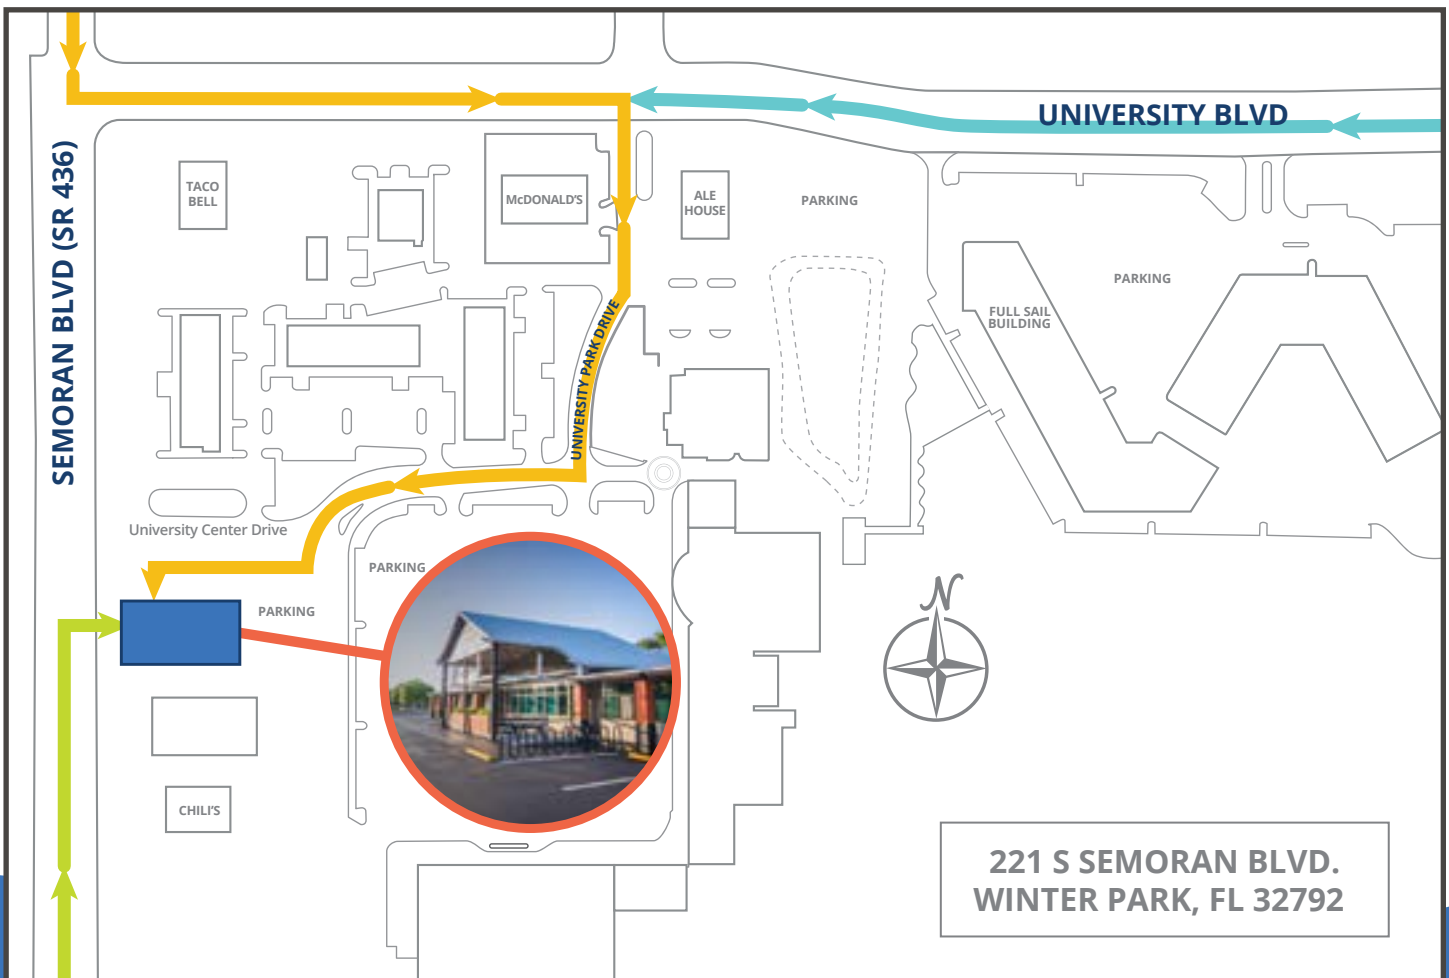 UNIVERSITY BLVD
SEMORAN BLVD (SR 436)
TACO
BELL
McDONALD'S
ALE
HOUSE
PARKING
PARKING
FULL SAIL
BUILDING
UNIVERSITY PARK DRIVE
University Center Drive
PARKING
PARKING
N
CHILI'S
221 S SEMORAN BLVD.
WINTER PARK, FL 32792